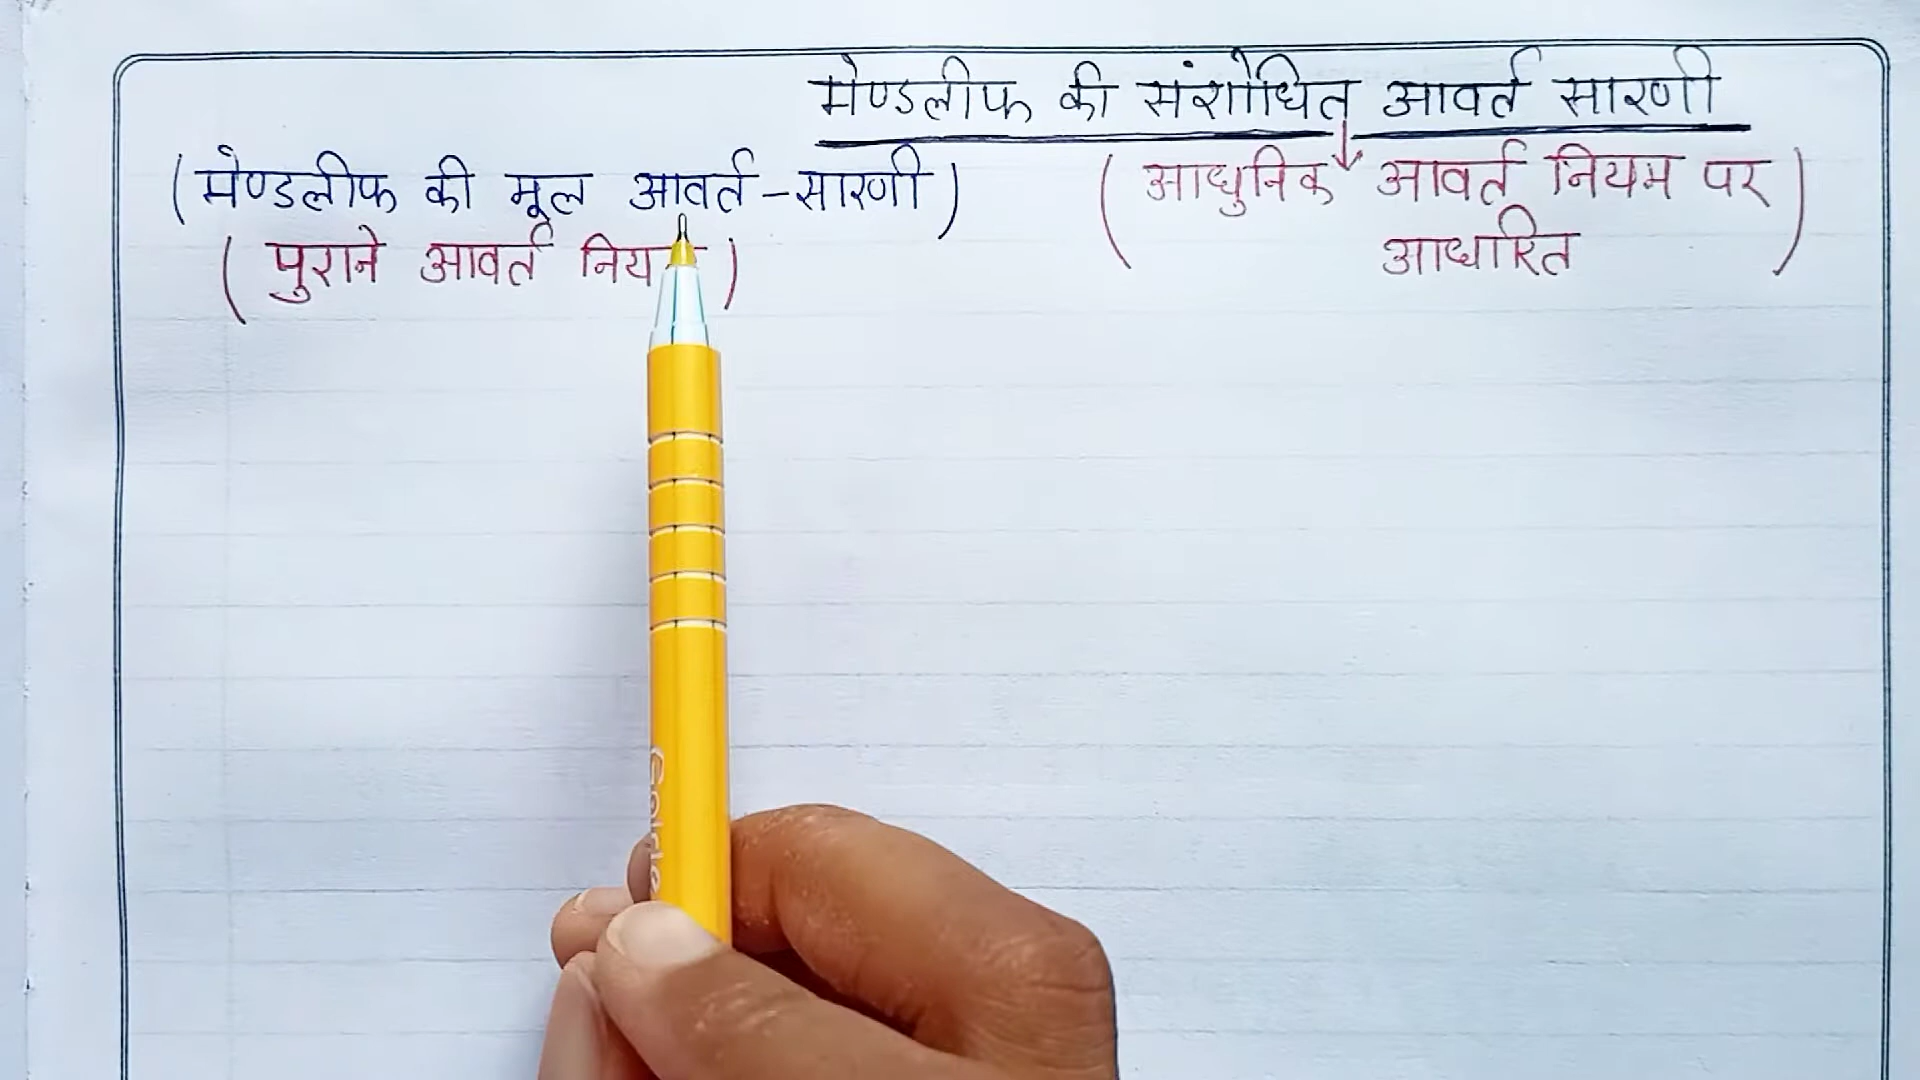 मेण्डलीफ की संशोधित आवर्त सारणी
(मेण्डलीफ की मूल आवर्त-सारणी)
(पुराने आवर्त )
(आधुनिक आवर्त नियम पर
आधारित)